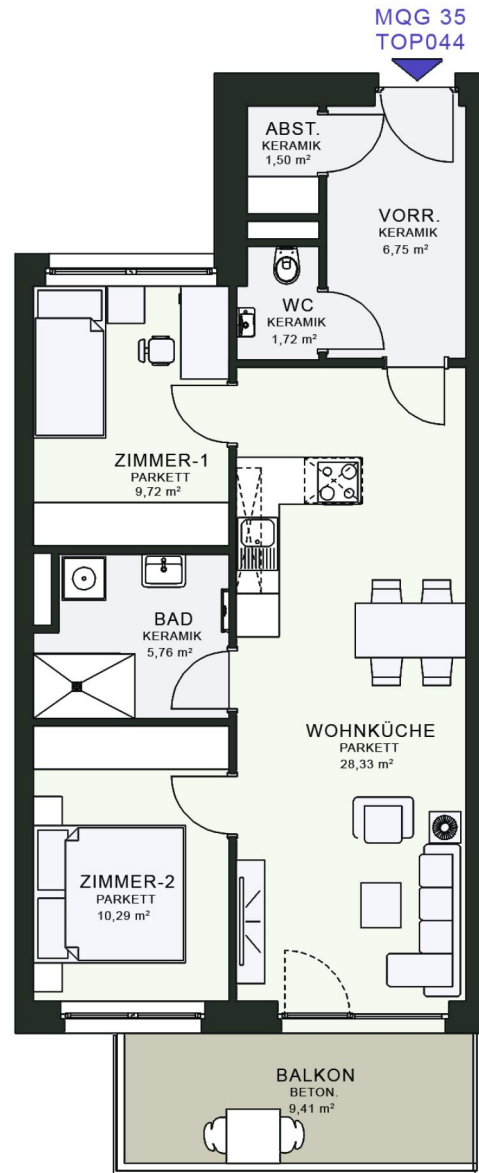 MQG 35
TOP044
ABST.
KERAMIK
1,50 m²
VORR.
KERAMIK
6,75 m²
WC
KERAMIK
1,72 m²
ZIMMER-1
PARKETT
9,72 m²
BAD
KERAMIK
5,76 m²
WOHNKÜCHE
PARKETT
28,33 m²
ZIMMER-2
PARKETT
10,29 m²
BALKON
BETON.
9,41 m²